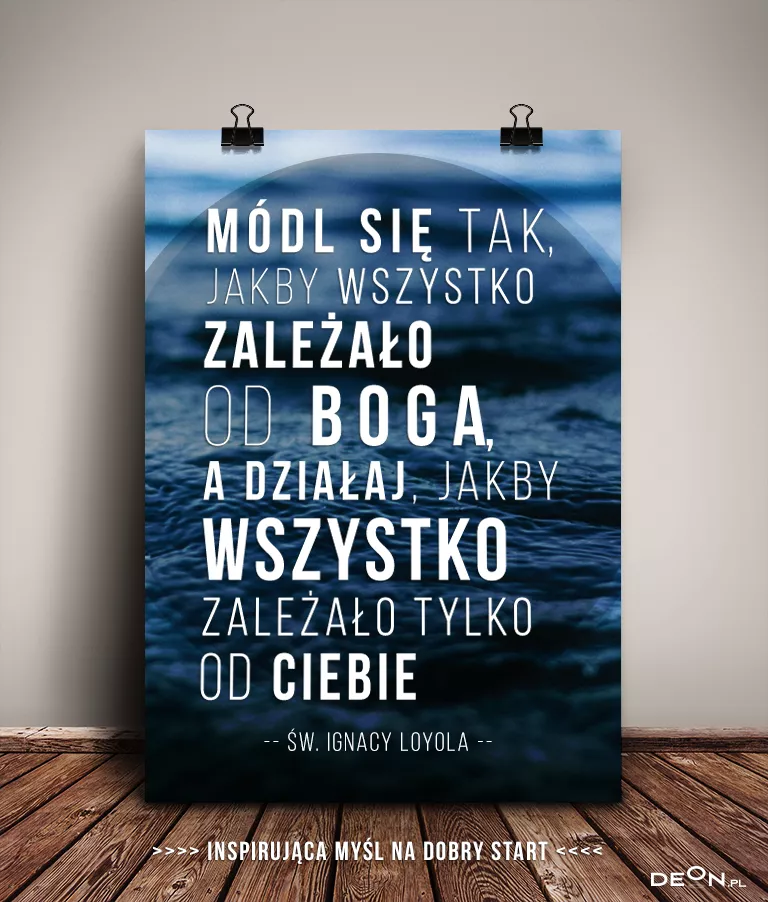 MÓDL SIĘ TAK,
JAKBY WSZYSTKO
ZALEŻAŁO
OD BOGA,
A DZIAŁAJ, JAKBY
WSZYSTKO
ZALEŻAŁO TYLKO
OD CIEBIE
-- ŚW. IGNACY LOYOLA --
>>>> INSPIRUJĄCA MYŚL NA DOBRY START <<<<
DEON.PL